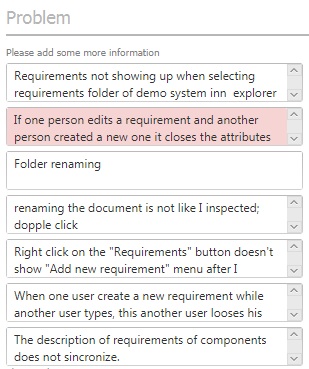 Problem
Please add some more information
Requirements not showing up when selecting
requirements folder of demo system inn explorer
If one person edits a requirement and another
person created a new one it closes the attributes
Folder renaming
renaming the document is not like I inspected;
dopple click
Right click on the "Requirements" button doesn't
show "Add new requirement" menu after I
When one user create a new requirement while
another user types, this another user looses his
The description of requirements of components
does not sincronize.